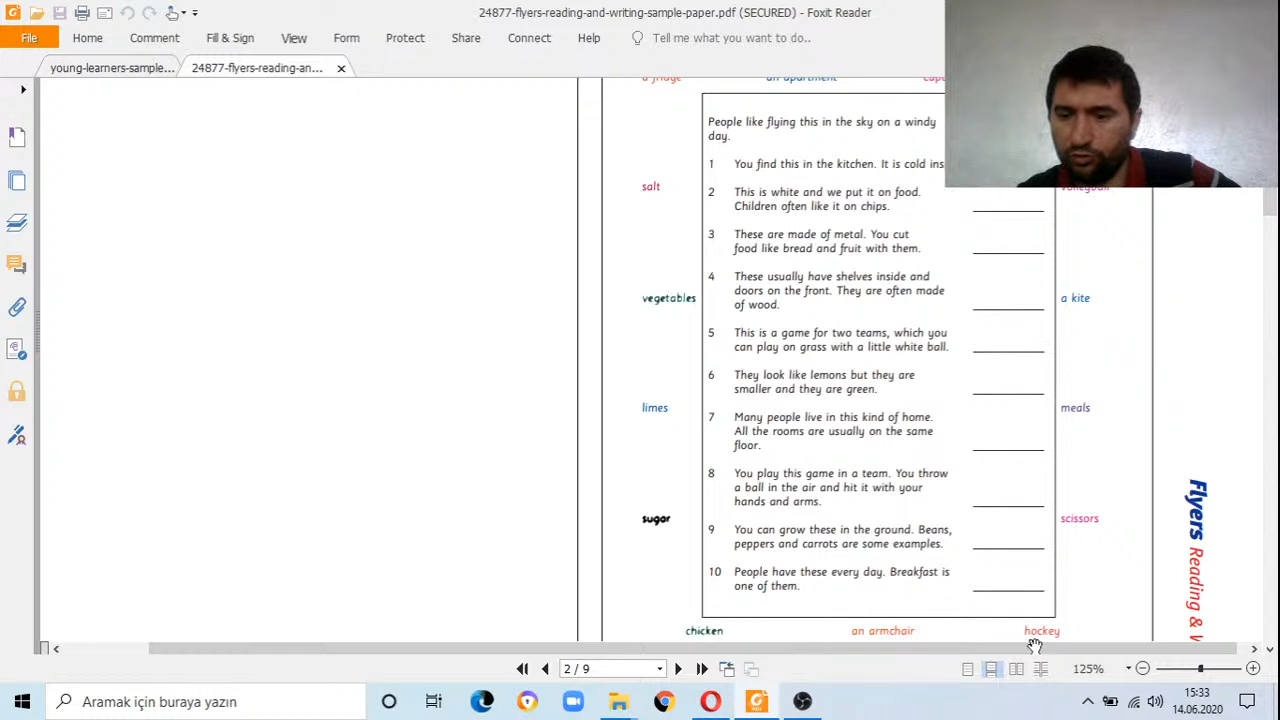 24877-flyers-reading-and-writing-sample-paper.pdf (SECURED) - Foxit Reader
File Home Comment Fill & Sign View Form Protect Share Connect Help Tell me what you want to do..
young-learners-sample... 24877-flyers-reading-an...
a fridge an apartment
People like flying this in the sky on a windy
day.
1 You find this in the kitchen. It is cold ins
salt
volleyball
2 This is white and we put it on food.
Children often like it on chips.
3 These are made of metal. You cut
food like bread and fruit with them.
4 These usually have shelves inside and
doors on the front. They are often made
of wood.
vegetables
a kite
5 This is a game for two teams, which you
can play on grass with a little white ball.
6 They look like lemons but they are
smaller and they are green.
limes
meals
7 Many people live in this kind of home.
All the rooms are usually on the same
floor.
8 You play this game in a team. You throw
a ball in the air and hit it with your
hands and arms.
sugar
scissors
9 You can grow these in the ground. Beans,
peppers and carrots are some examples.
10 People have these every day. Breakfast is
one of them.
chicken an armchair hockey
Flyers Reading &
2 / 9
125%
Aramak için buraya yazın
15:33
14.06.2020